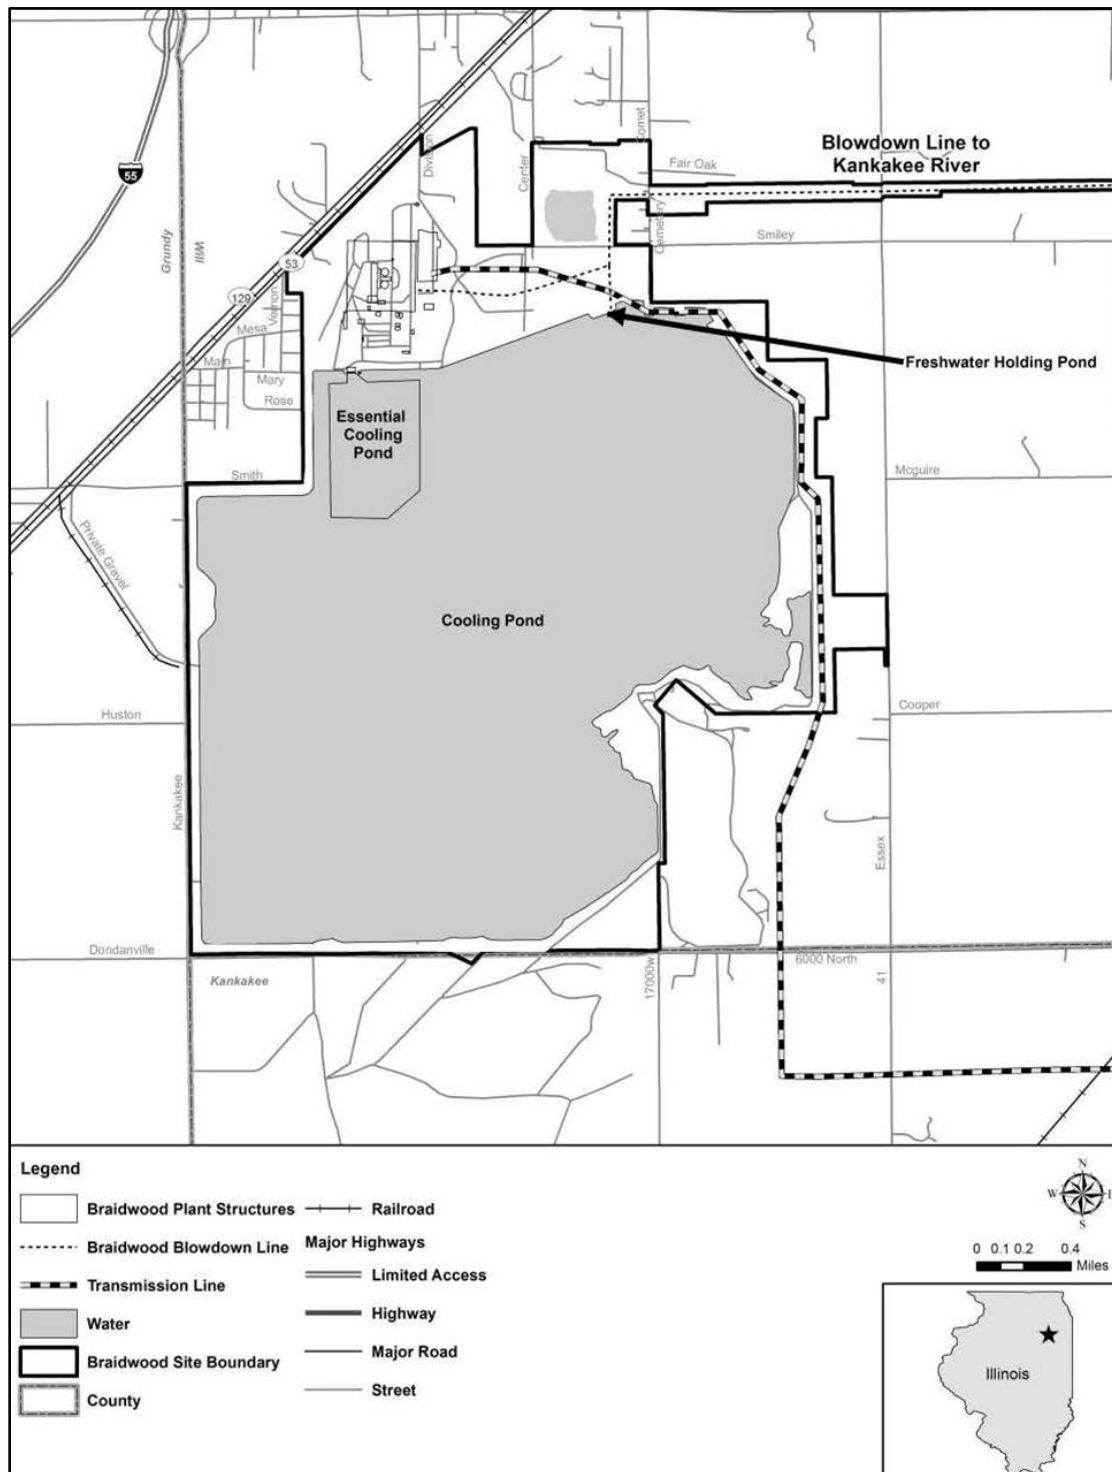 Blowdown Line to
Kankakee River
Comet
Fair Oak
Division
Center
55
Grundy
Will
Cemetery
Smiley
53
129
Vernon
Mesa
Main
Mary
Rose
Freshwater Holding Pond
Essential
Cooling
Pond
Smith
Mcguire
Private Gravel
Cooling Pond
Huston
Cooper
Kankakee
Essex
Dondanville
6000 North
Kankakee
17000w
41
Legend
Braidwood Plant Structures
Braidwood Blowdown Line
Transmission Line
Water
Braidwood Site Boundary
County
Railroad
Major Highways
Limited Access
Highway
Major Road
Street
N
W E
S
0 0.1 0.2 0.4
Miles
Illinois